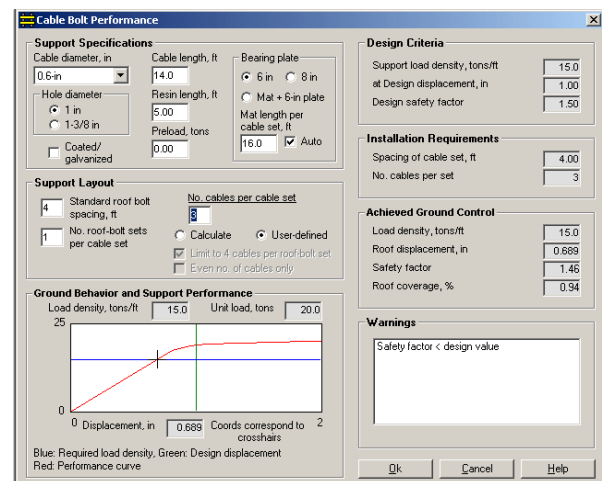 Cable Bolt Performance
Support Specifications
Cable diameter, in
0.6-in
Hole diameter
1 in
1-3/8 in
Coated/
galvanized
Cable length, ft
14.0
Resin length, ft
5.00
Preload, tons
0.00
Bearing plate
6 in 8 in
Mat + 6-in plate
Mat length per
cable set, ft
16.0 Auto
Support Layout
4 Standard roof bolt
spacing, ft
1 No. roof-bolt sets
per cable set
No. cables per cable set
3
Calculate User-defined
Limit to 4 cables per roof-bolt set
Even no. of cables only
Ground Behavior and Support Performance
Load density, tons/ft 15.0 Unit load, tons 20.0
25
0
0 Displacement, in 0.689 Coords correspond to 2
crosshairs
Blue: Required load density, Green: Design displacement
Red: Performance curve
Design Criteria
Support load density, tons/ft 15.0
at Design displacement, in 1.00
Design safety factor 1.50
Installation Requirements
Spacing of cable set, ft 4.00
No. cables per set 3
Achieved Ground Control
Load density, tons/ft 15.0
Roof displacement, in 0.689
Safety factor 1.46
Roof coverage, % 0.94
Warnings
Safety factor < design value
Ok Cancel Help